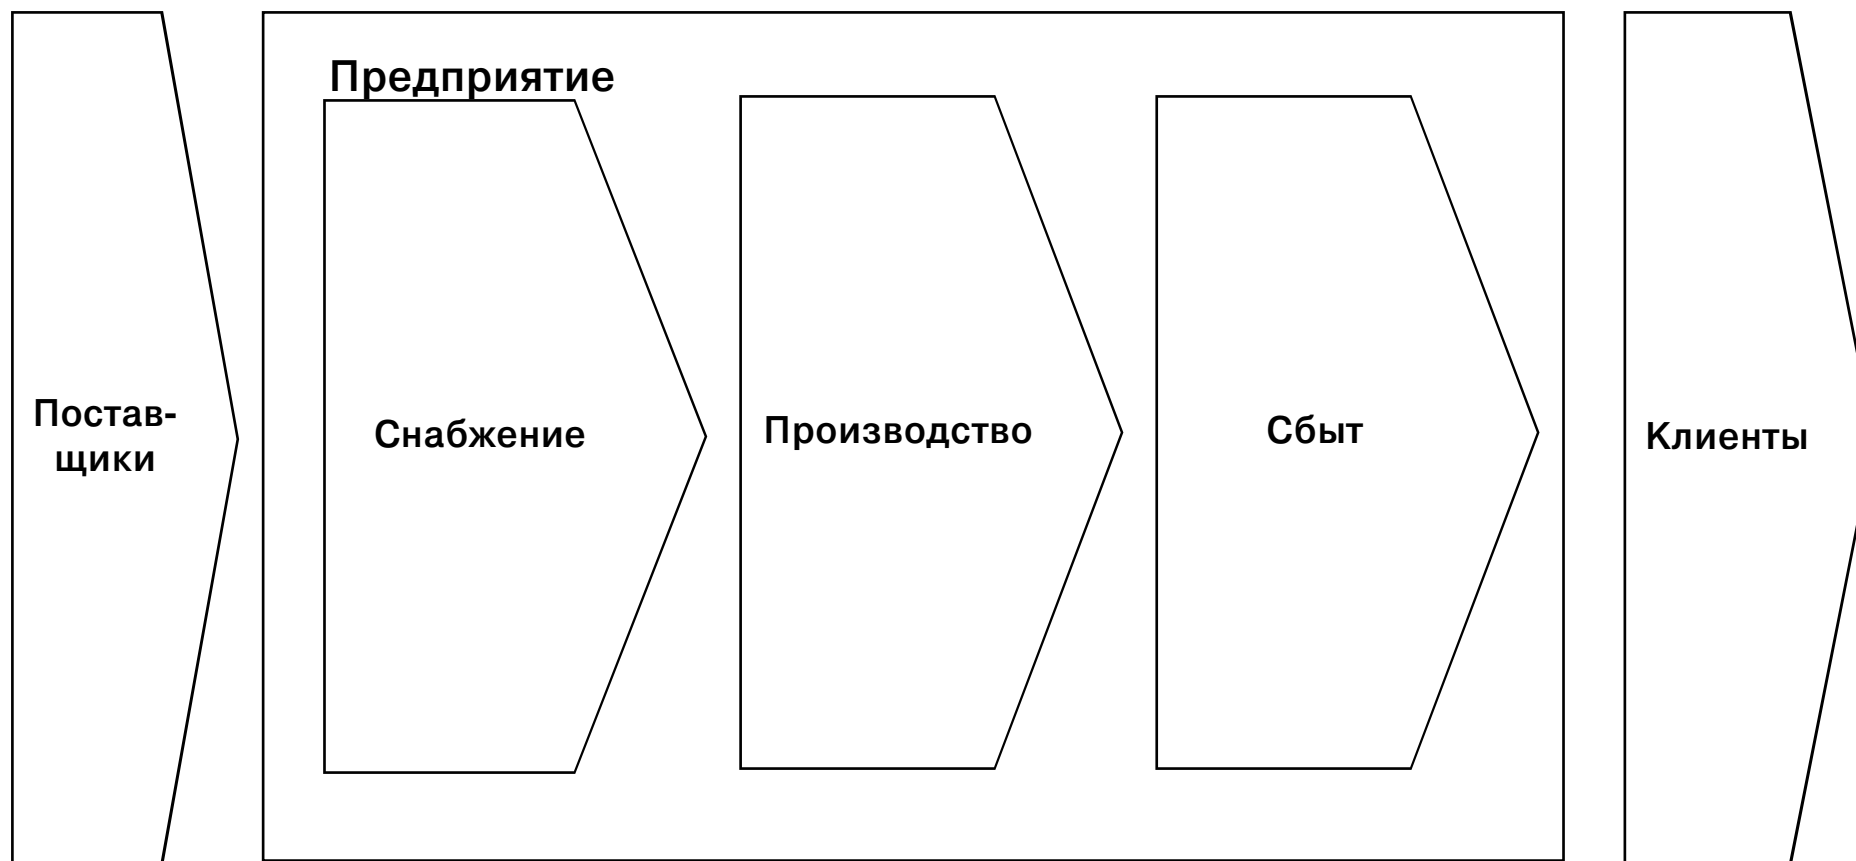 Предприятие
Постав-
щики
Снабжение
Производство
Сбыт
Клиенты